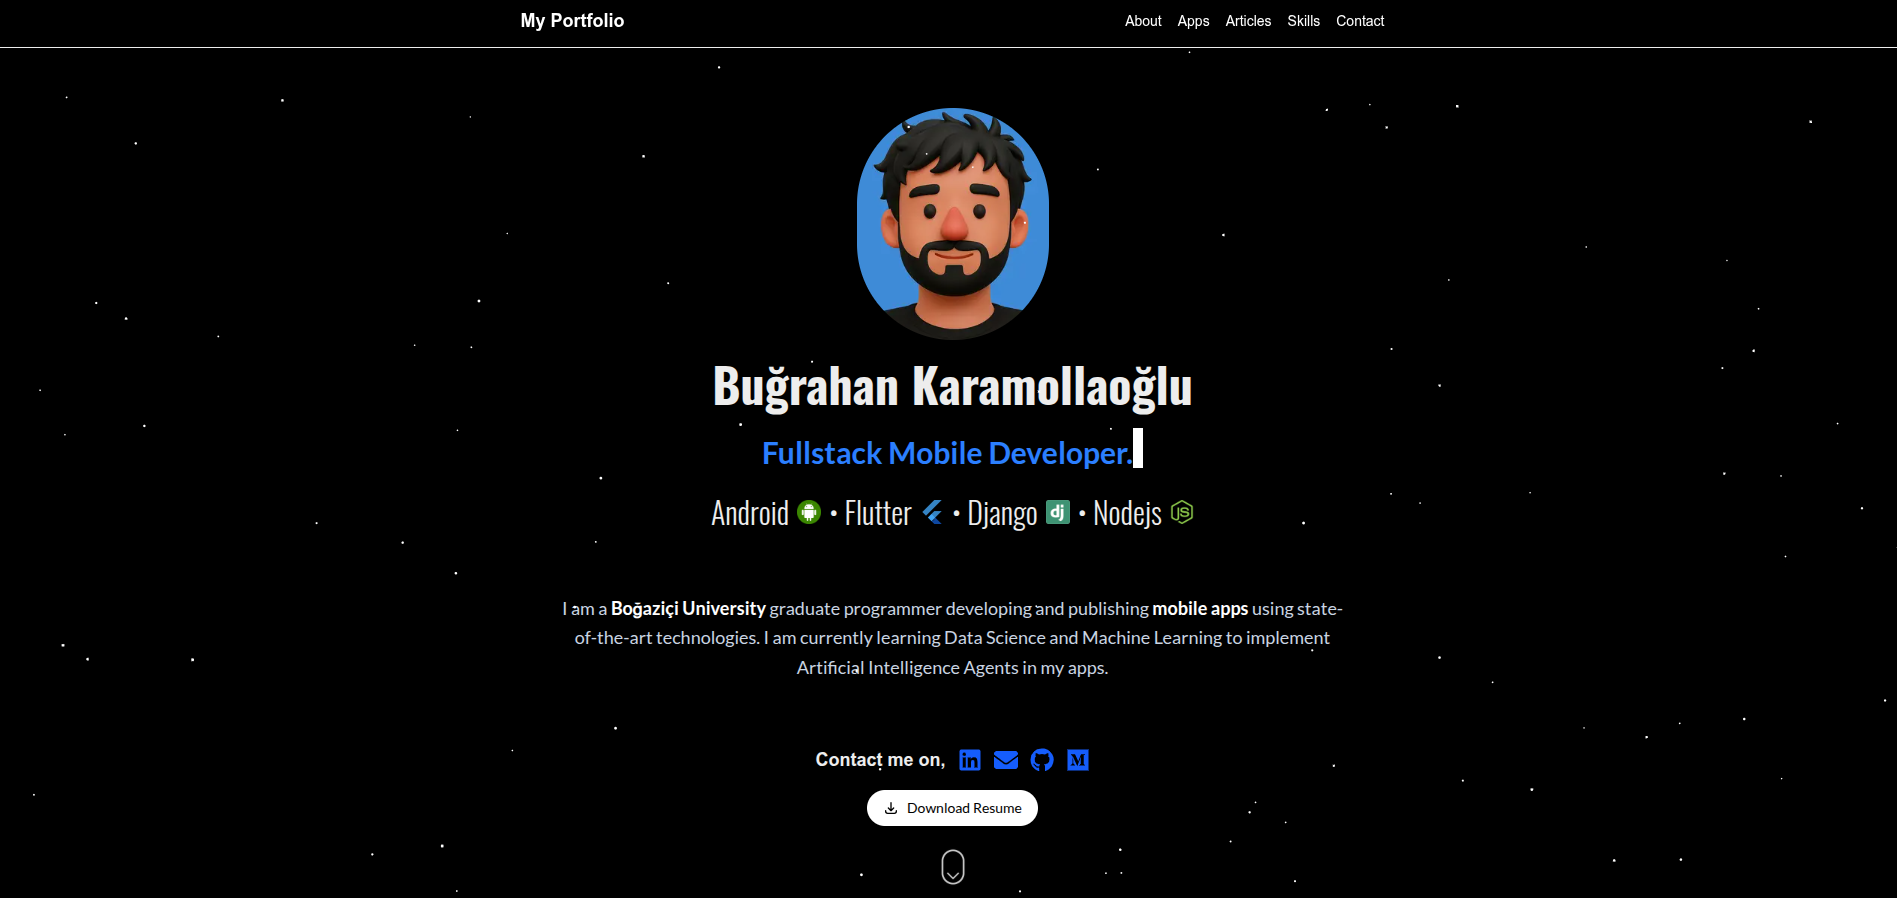 My Portfolio
About Apps Articles Skills Contact
Buğrahan Karamollaoğlu
Fullstack Mobile Developer.
Android • Flutter • Django dj • Nodejs JS
I am a Boğaziçi University graduate programmer developing and publishing mobile apps using state-
of-the-art technologies. I am currently learning Data Science and Machine Learning to implement
Artificial Intelligence Agents in my apps.
Contact me on, in M
Download Resume